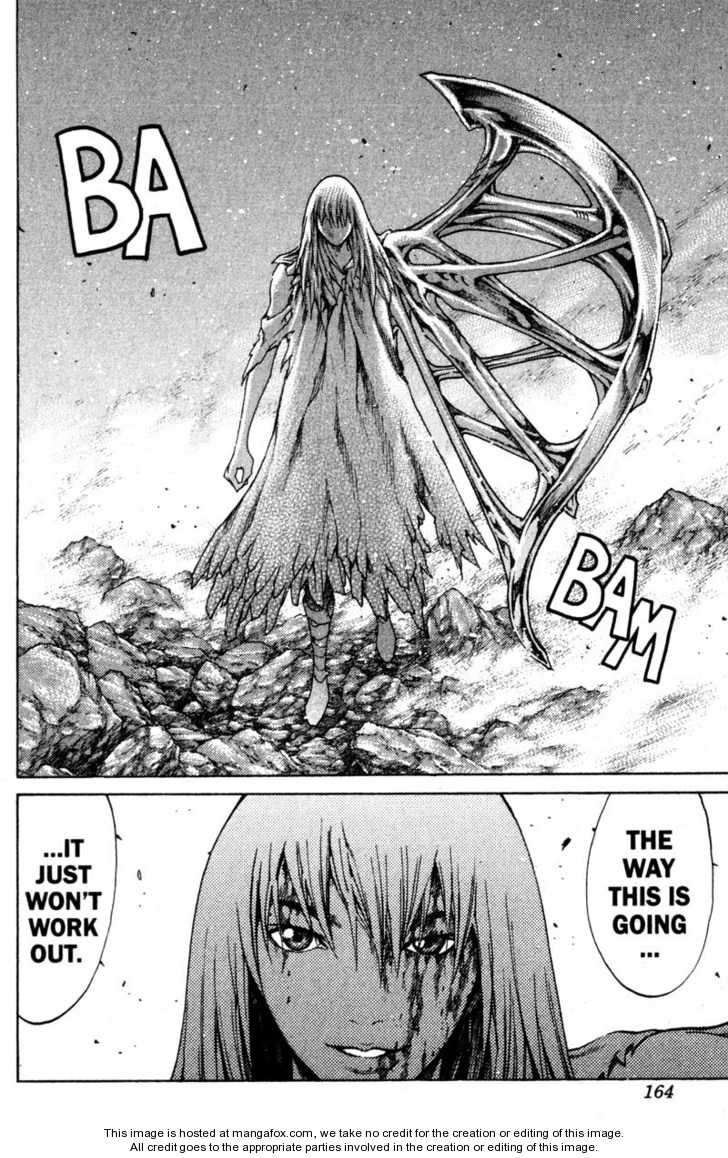 BA
BAM
THE
WAY
THIS IS
GOING
...
...IT
JUST
WON'T
WORK
OUT.
164
This image is hosted at mangafox.com, we take no credit for the creation or editing of this image.
All credit goes to the appropriate parties involved in the creation or editing of this image.